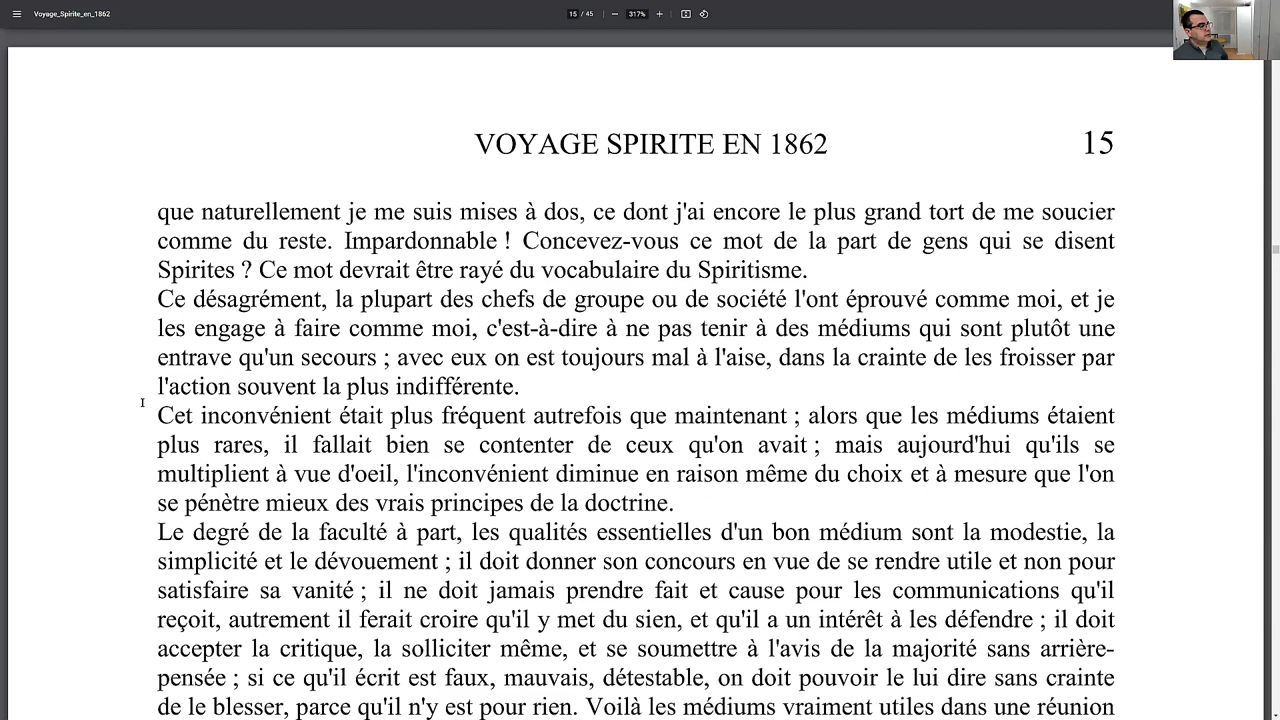 Voyage_Spirite_en_1862
15 / 45
317%
VOYAGE SPIRITE EN 1862
15
que naturellement je me suis mises à dos, ce dont j'ai encore le plus grand tort de me soucier
comme du reste. Impardonnable ! Concevez-vous ce mot de la part de gens qui se disent
Spirites ? Ce mot devrait être rayé du vocabulaire du Spiritisme.
Ce désagrément, la plupart des chefs de groupe ou de société l'ont éprouvé comme moi, et je
les engage à faire comme moi, c'est-à-dire à ne pas tenir à des médiums qui sont plutôt une
entrave qu'un secours ; avec eux on est toujours mal à l'aise, dans la crainte de les froisser par
l'action souvent la plus indifférente.
Cet inconvénient était plus fréquent autrefois que maintenant ; alors que les médiums étaient
plus rares, il fallait bien se contenter de ceux qu'on avait ; mais aujourd'hui qu'ils se
multiplient à vue d'oeil, l'inconvénient diminue en raison même du choix et à mesure que l'on
se pénètre mieux des vrais principes de la doctrine.
Le degré de la faculté à part, les qualités essentielles d'un bon médium sont la modestie, la
simplicité et le dévouement ; il doit donner son concours en vue de se rendre utile et non pour
satisfaire sa vanité ; il ne doit jamais prendre fait et cause pour les communications qu'il
reçoit, autrement il ferait croire qu'il y met du sien, et qu'il a un intérêt à les défendre ; il doit
accepter la critique, la solliciter même, et se soumettre à l'avis de la majorité sans arrière-
pensée ; si ce qu'il écrit est faux, mauvais, détestable, on doit pouvoir le lui dire sans crainte
de le blesser, parce qu'il n'y est pour rien. Voilà les médiums vraiment utiles dans une réunion